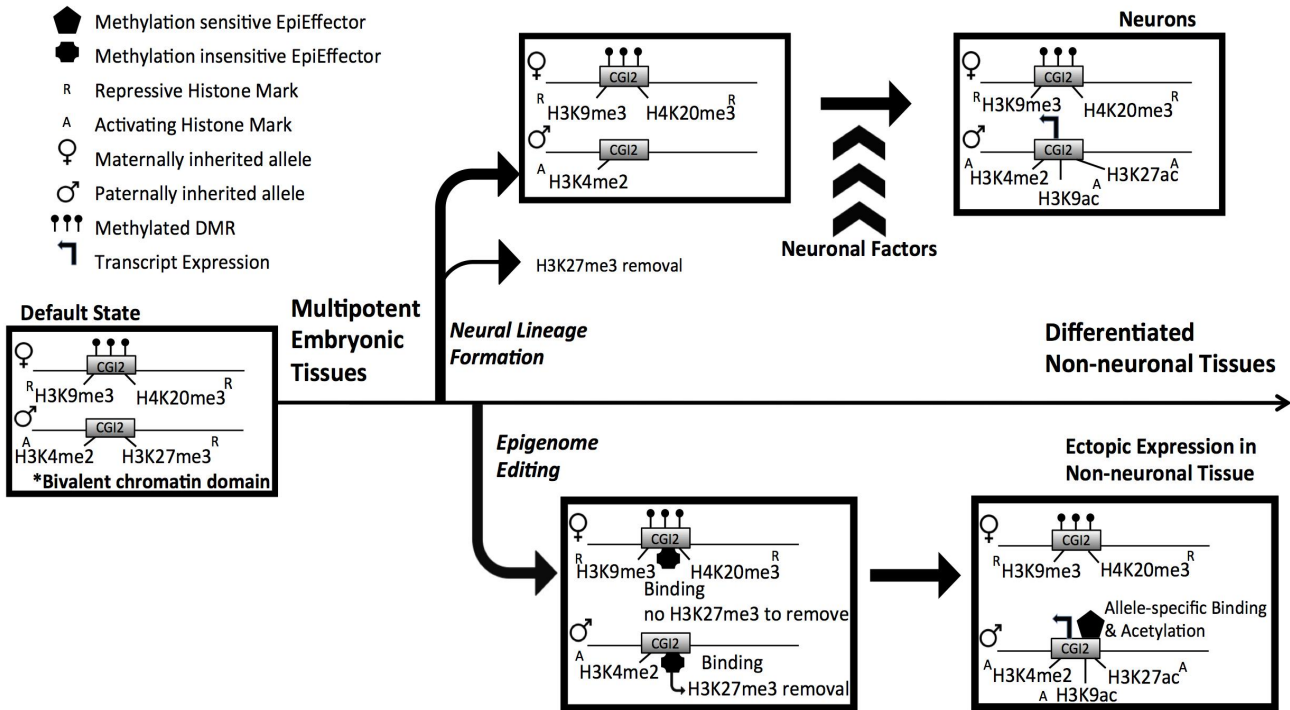 Methylation sensitive EpiEffector
Methylation insensitive EpiEffector
R Repressive Histone Mark
A Activating Histone Mark
♀ Maternally inherited allele
♂ Paternally inherited allele
Methylated DMR
Transcript Expression
Default State
♀
CGI2
R H3K9me3 H4K20me3 R
♂
CGI2
A H3K4me2 H3K27me3 R
*Bivalent chromatin domain
Multipotent
Embryonic
Tissues
♀
CGI2
R H3K9me3 H4K20me3 R
♂
CGI2
A H3K4me2
H3K27me3 removal
Neural Lineage
Formation
Neuronal Factors
Neurons
♀
CGI2
R H3K9me3 H4K20me3 R
♂
CGI2
A H3K4me2 H3K27ac A
A
H3K9ac
Differentiated
Non-neuronal Tissues
Epigenome
Editing
♀
CGI2
R H3K9me3 H4K20me3 R
Binding
no H3K27me3 to remove
♂
CGI2
A H3K4me2 Binding
H3K27me3 removal
Ectopic Expression in
Non-neuronal Tissue
♀
CGI2
R H3K9me3 H4K20me3 R
Allele-specific Binding
& Acetylation
♂
CGI2
A H3K4me2 H3K27ac A
A H3K9ac